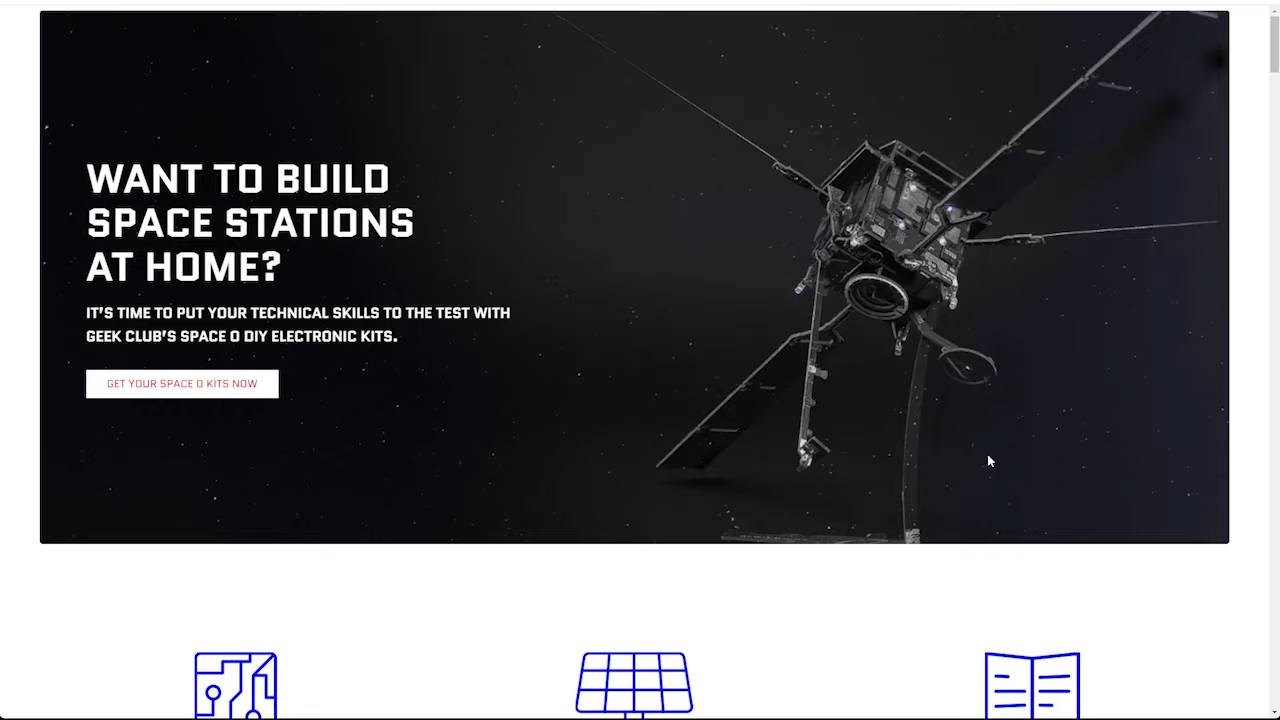 WANT TO BUILD
SPACE STATIONS
AT HOME?
IT'S TIME TO PUT YOUR TECHNICAL SKILLS TO THE TEST WITH
GEEK CLUB'S SPACE O DIY ELECTRONIC KITS.
GET YOUR SPACE O KITS NOW